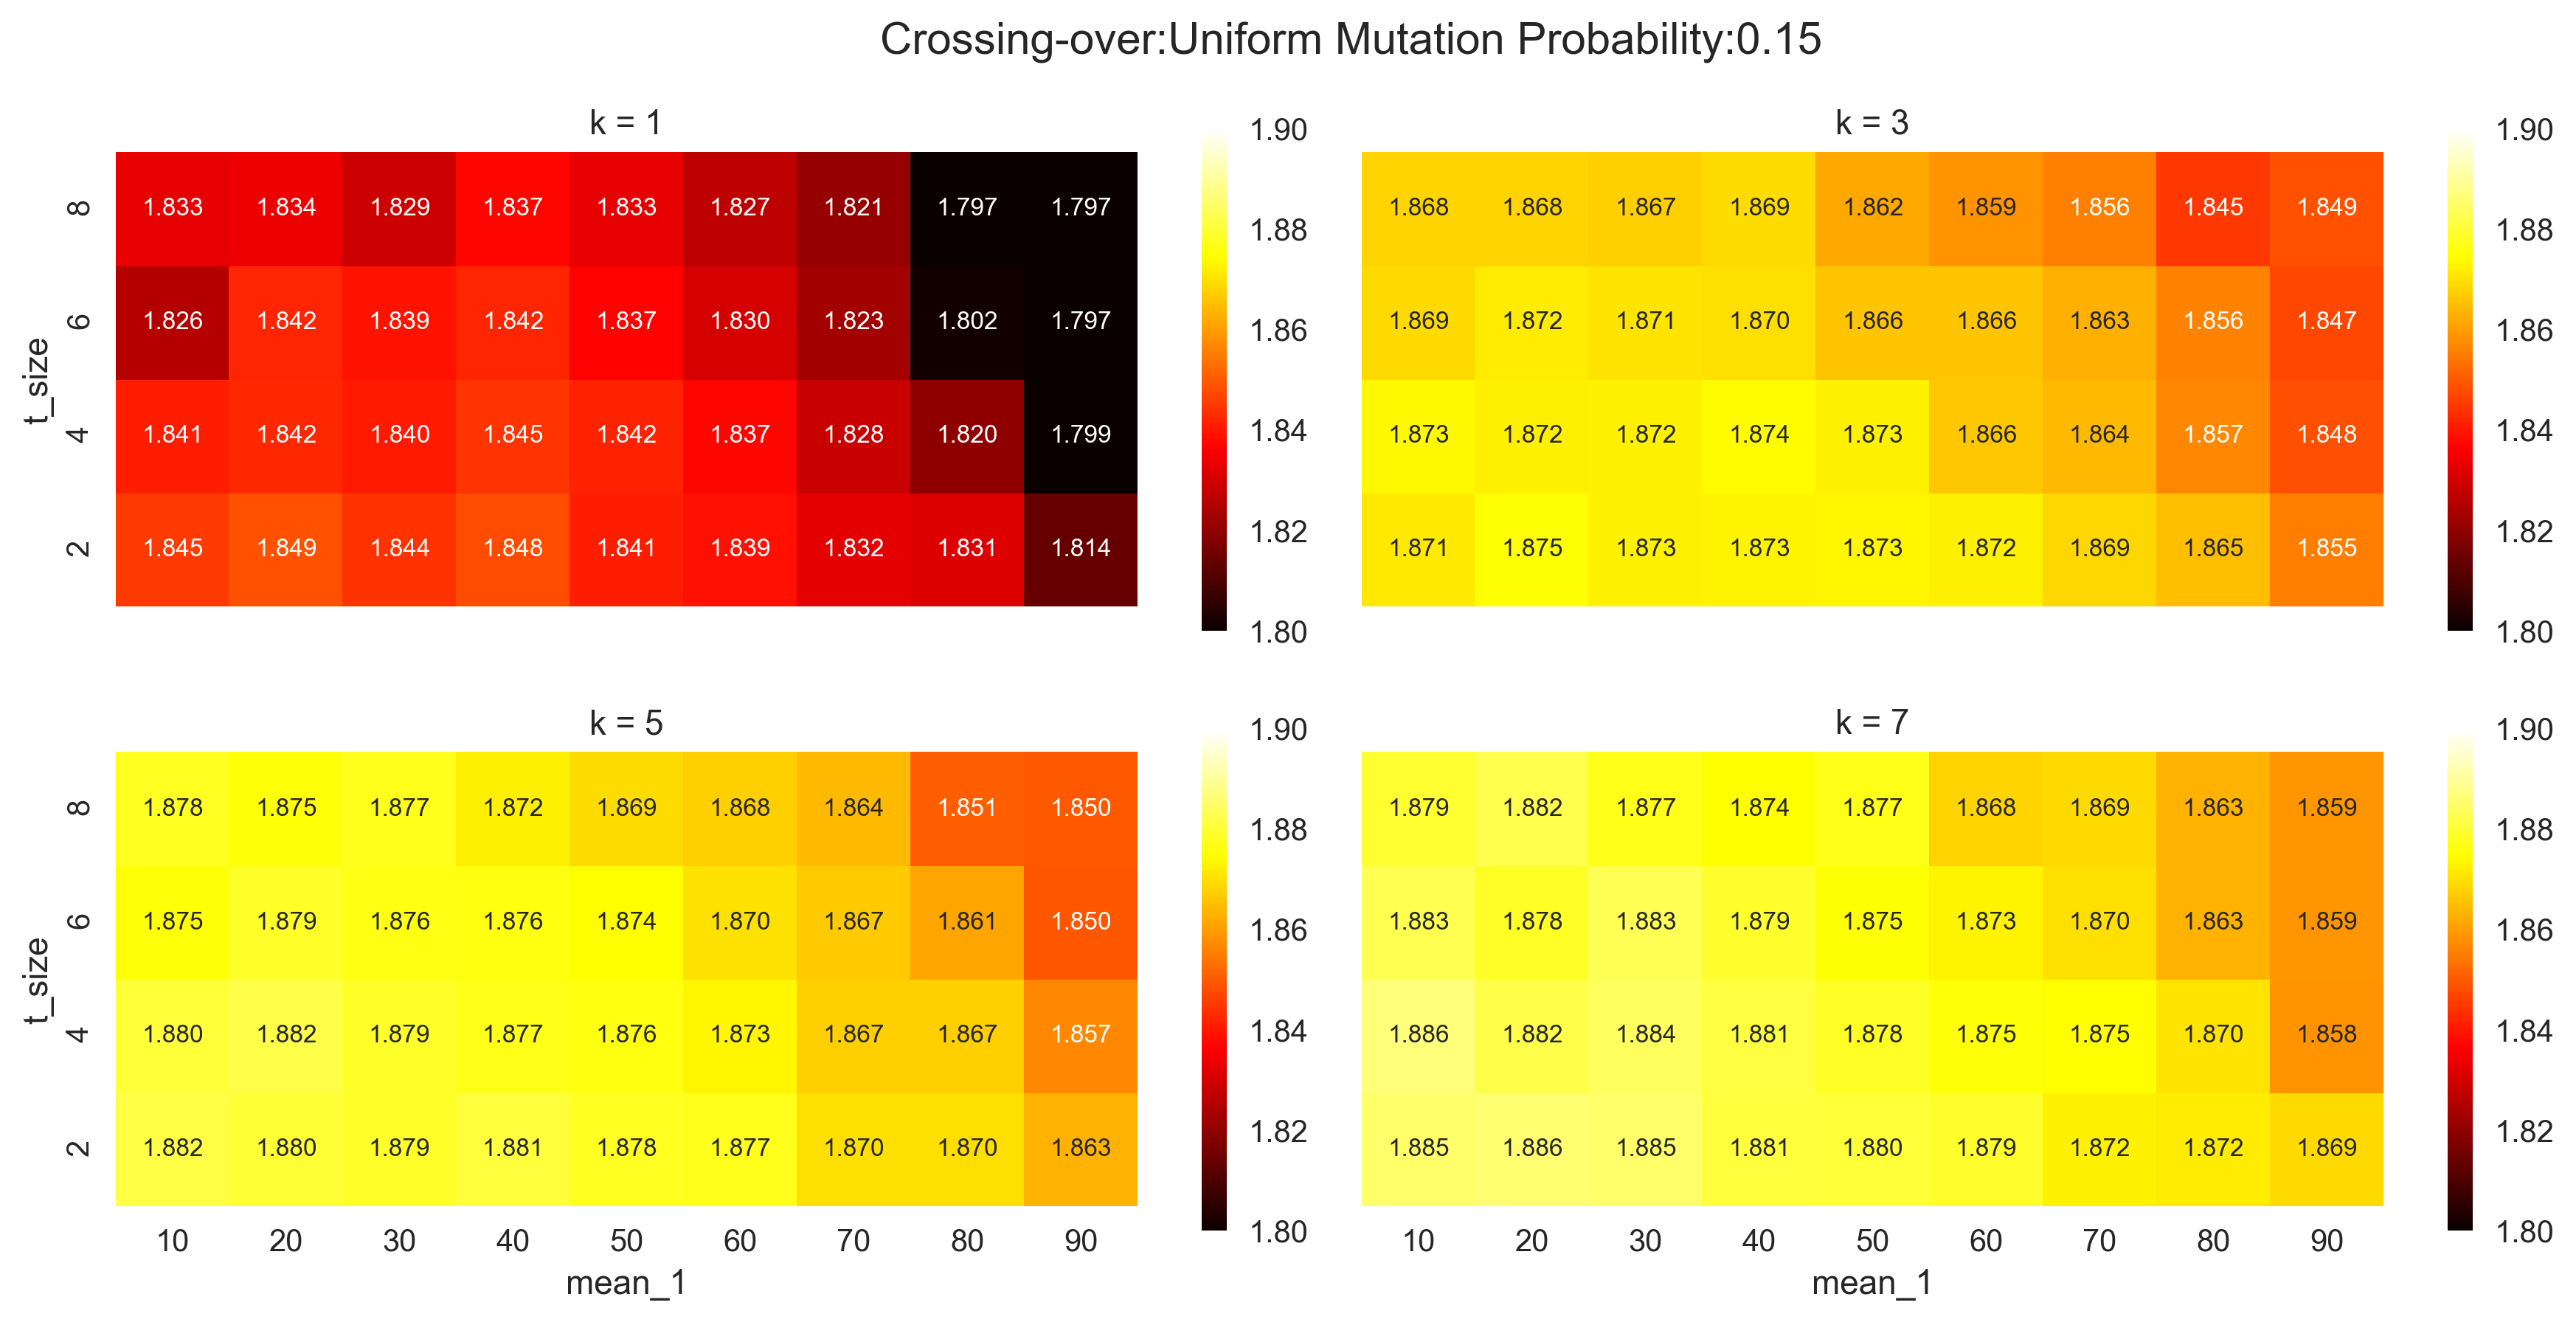 Crossing-over:Uniform Mutation Probability:0.15
k = 1
t_size
8
1.833 1.834 1.829 1.837 1.833 1.827 1.821 1.797 1.797
6
1.826 1.842 1.839 1.842 1.837 1.830 1.823 1.802 1.797
4
1.841 1.842 1.840 1.845 1.842 1.837 1.828 1.820 1.799
2
1.845 1.849 1.844 1.848 1.841 1.839 1.832 1.831 1.814
1.90
1.88
1.86
1.84
1.82
1.80
k = 3
1.868 1.868 1.867 1.869 1.862 1.859 1.856 1.845 1.849
1.869 1.872 1.871 1.870 1.866 1.866 1.863 1.856 1.847
1.873 1.872 1.872 1.874 1.873 1.866 1.864 1.857 1.848
1.871 1.875 1.873 1.873 1.873 1.872 1.869 1.865 1.855
1.90
1.88
1.86
1.84
1.82
1.80
k = 5
t_size
8
1.878 1.875 1.877 1.872 1.869 1.868 1.864 1.851 1.850
6
1.875 1.879 1.876 1.876 1.874 1.870 1.867 1.861 1.850
4
1.880 1.882 1.879 1.877 1.876 1.873 1.867 1.867 1.857
2
1.882 1.880 1.879 1.881 1.878 1.877 1.870 1.870 1.863
10 20 30 40 50 60 70 80 90
mean_1
1.90
1.88
1.86
1.84
1.82
1.80
k = 7
1.879 1.882 1.877 1.874 1.877 1.868 1.869 1.863 1.859
1.883 1.878 1.883 1.879 1.875 1.873 1.870 1.863 1.859
1.886 1.882 1.884 1.881 1.878 1.875 1.875 1.870 1.858
1.885 1.886 1.885 1.881 1.880 1.879 1.872 1.872 1.869
10 20 30 40 50 60 70 80 90
mean_1
1.90
1.88
1.86
1.84
1.82
1.80